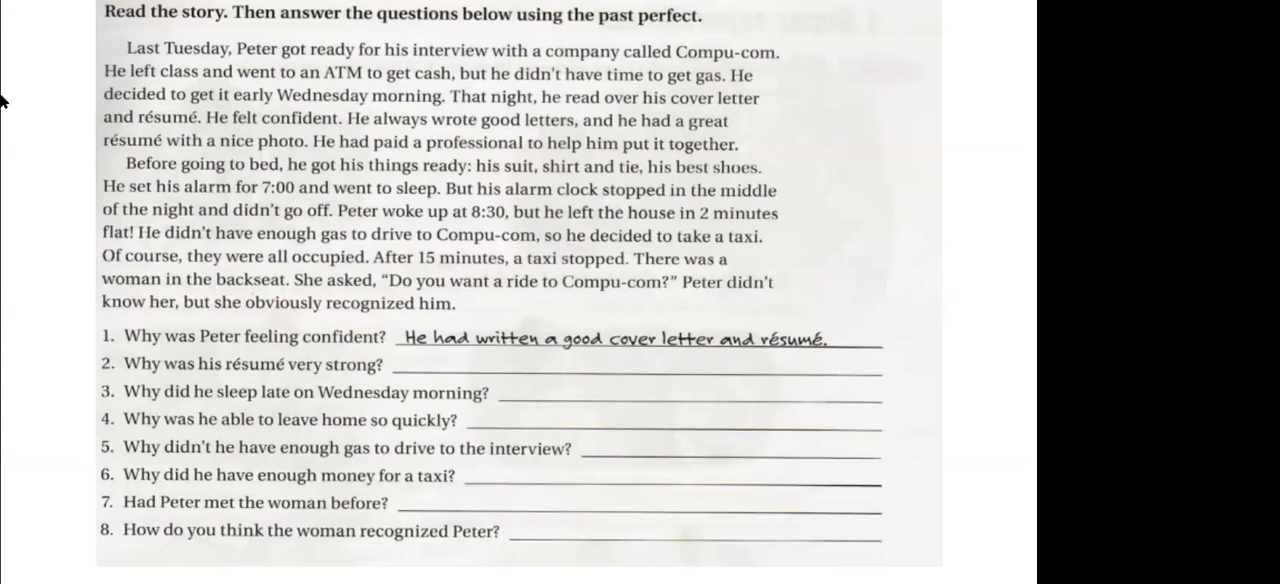 Read the story. Then answer the questions below using the past perfect.
Last Tuesday, Peter got ready for his interview with a company called Compu-com.
He left class and went to an ATM to get cash, but he didn't have time to get gas. He
decided to get it early Wednesday morning. That night, he read over his cover letter
and résumé. He felt confident. He always wrote good letters, and he had a great
résumé with a nice photo. He had paid a professional to help him put it together.
Before going to bed, he got his things ready: his suit, shirt and tie, his best shoes.
He set his alarm for 7:00 and went to sleep. But his alarm clock stopped in the middle
of the night and didn't go off. Peter woke up at 8:30, but he left the house in 2 minutes
flat! He didn't have enough gas to drive to Compu-com, so he decided to take a taxi.
Of course, they were all occupied. After 15 minutes, a taxi stopped. There was a
woman in the backseat. She asked, “Do you want a ride to Compu-com?” Peter didn't
know her, but she obviously recognized him.
1. Why was Peter feeling confident? He had written a good cover letter and résumé.
2. Why was his résumé very strong?
3. Why did he sleep late on Wednesday morning?
4. Why was he able to leave home so quickly?
5. Why didn't he have enough gas to drive to the interview?
6. Why did he have enough money for a taxi?
7. Had Peter met the woman before?
8. How do you think the woman recognized Peter?